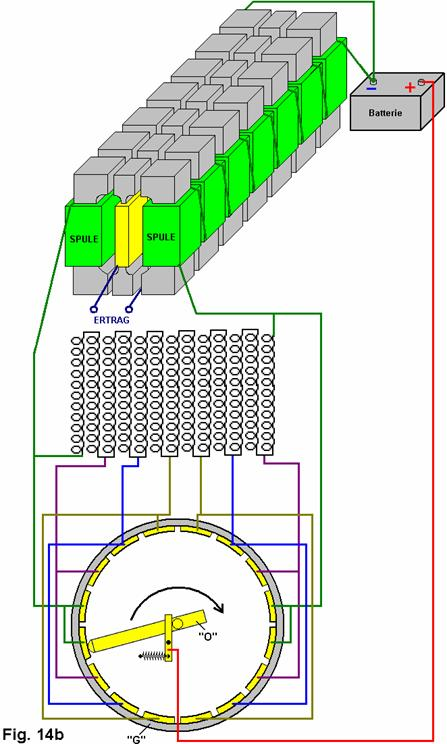 − +
Batterie
SPULE SPULE
ERTRAG
"O"
"G"
Fig. 14b